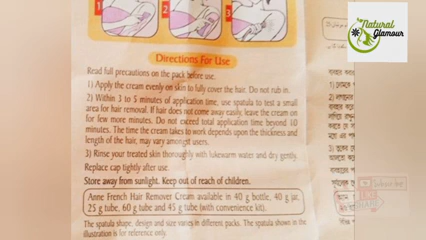 1
2
3
Natural
Glamour
Directions For Use
Read full precautions on the pack before use.
1) Apply the cream evenly on skin to fully cover the hair. Do not rub in.
2) Within 3 to 5 minutes of application time, use spatula to test a small
area for hair removal. If hair does not come away easily, leave the cream on
for few more minutes. Do not exceed total application time beyond 10
minutes. The time the cream takes to work depends upon the thickness and
length of the hair, may vary amongst users.
3) Rinse your treated skin thoroughly with lukewarm water and dry gently.
Replace cap tightly after use.
Store away from sunlight. Keep out of reach of children.
Anne French Hair Remover Cream available in 40 g bottle, 40 g jar,
25 g tube, 60 g tube and 45 g tube (with convenience kit).
The spatula shape, design and size varies in different packs. The spatula shown in the
illustration is for reference only.